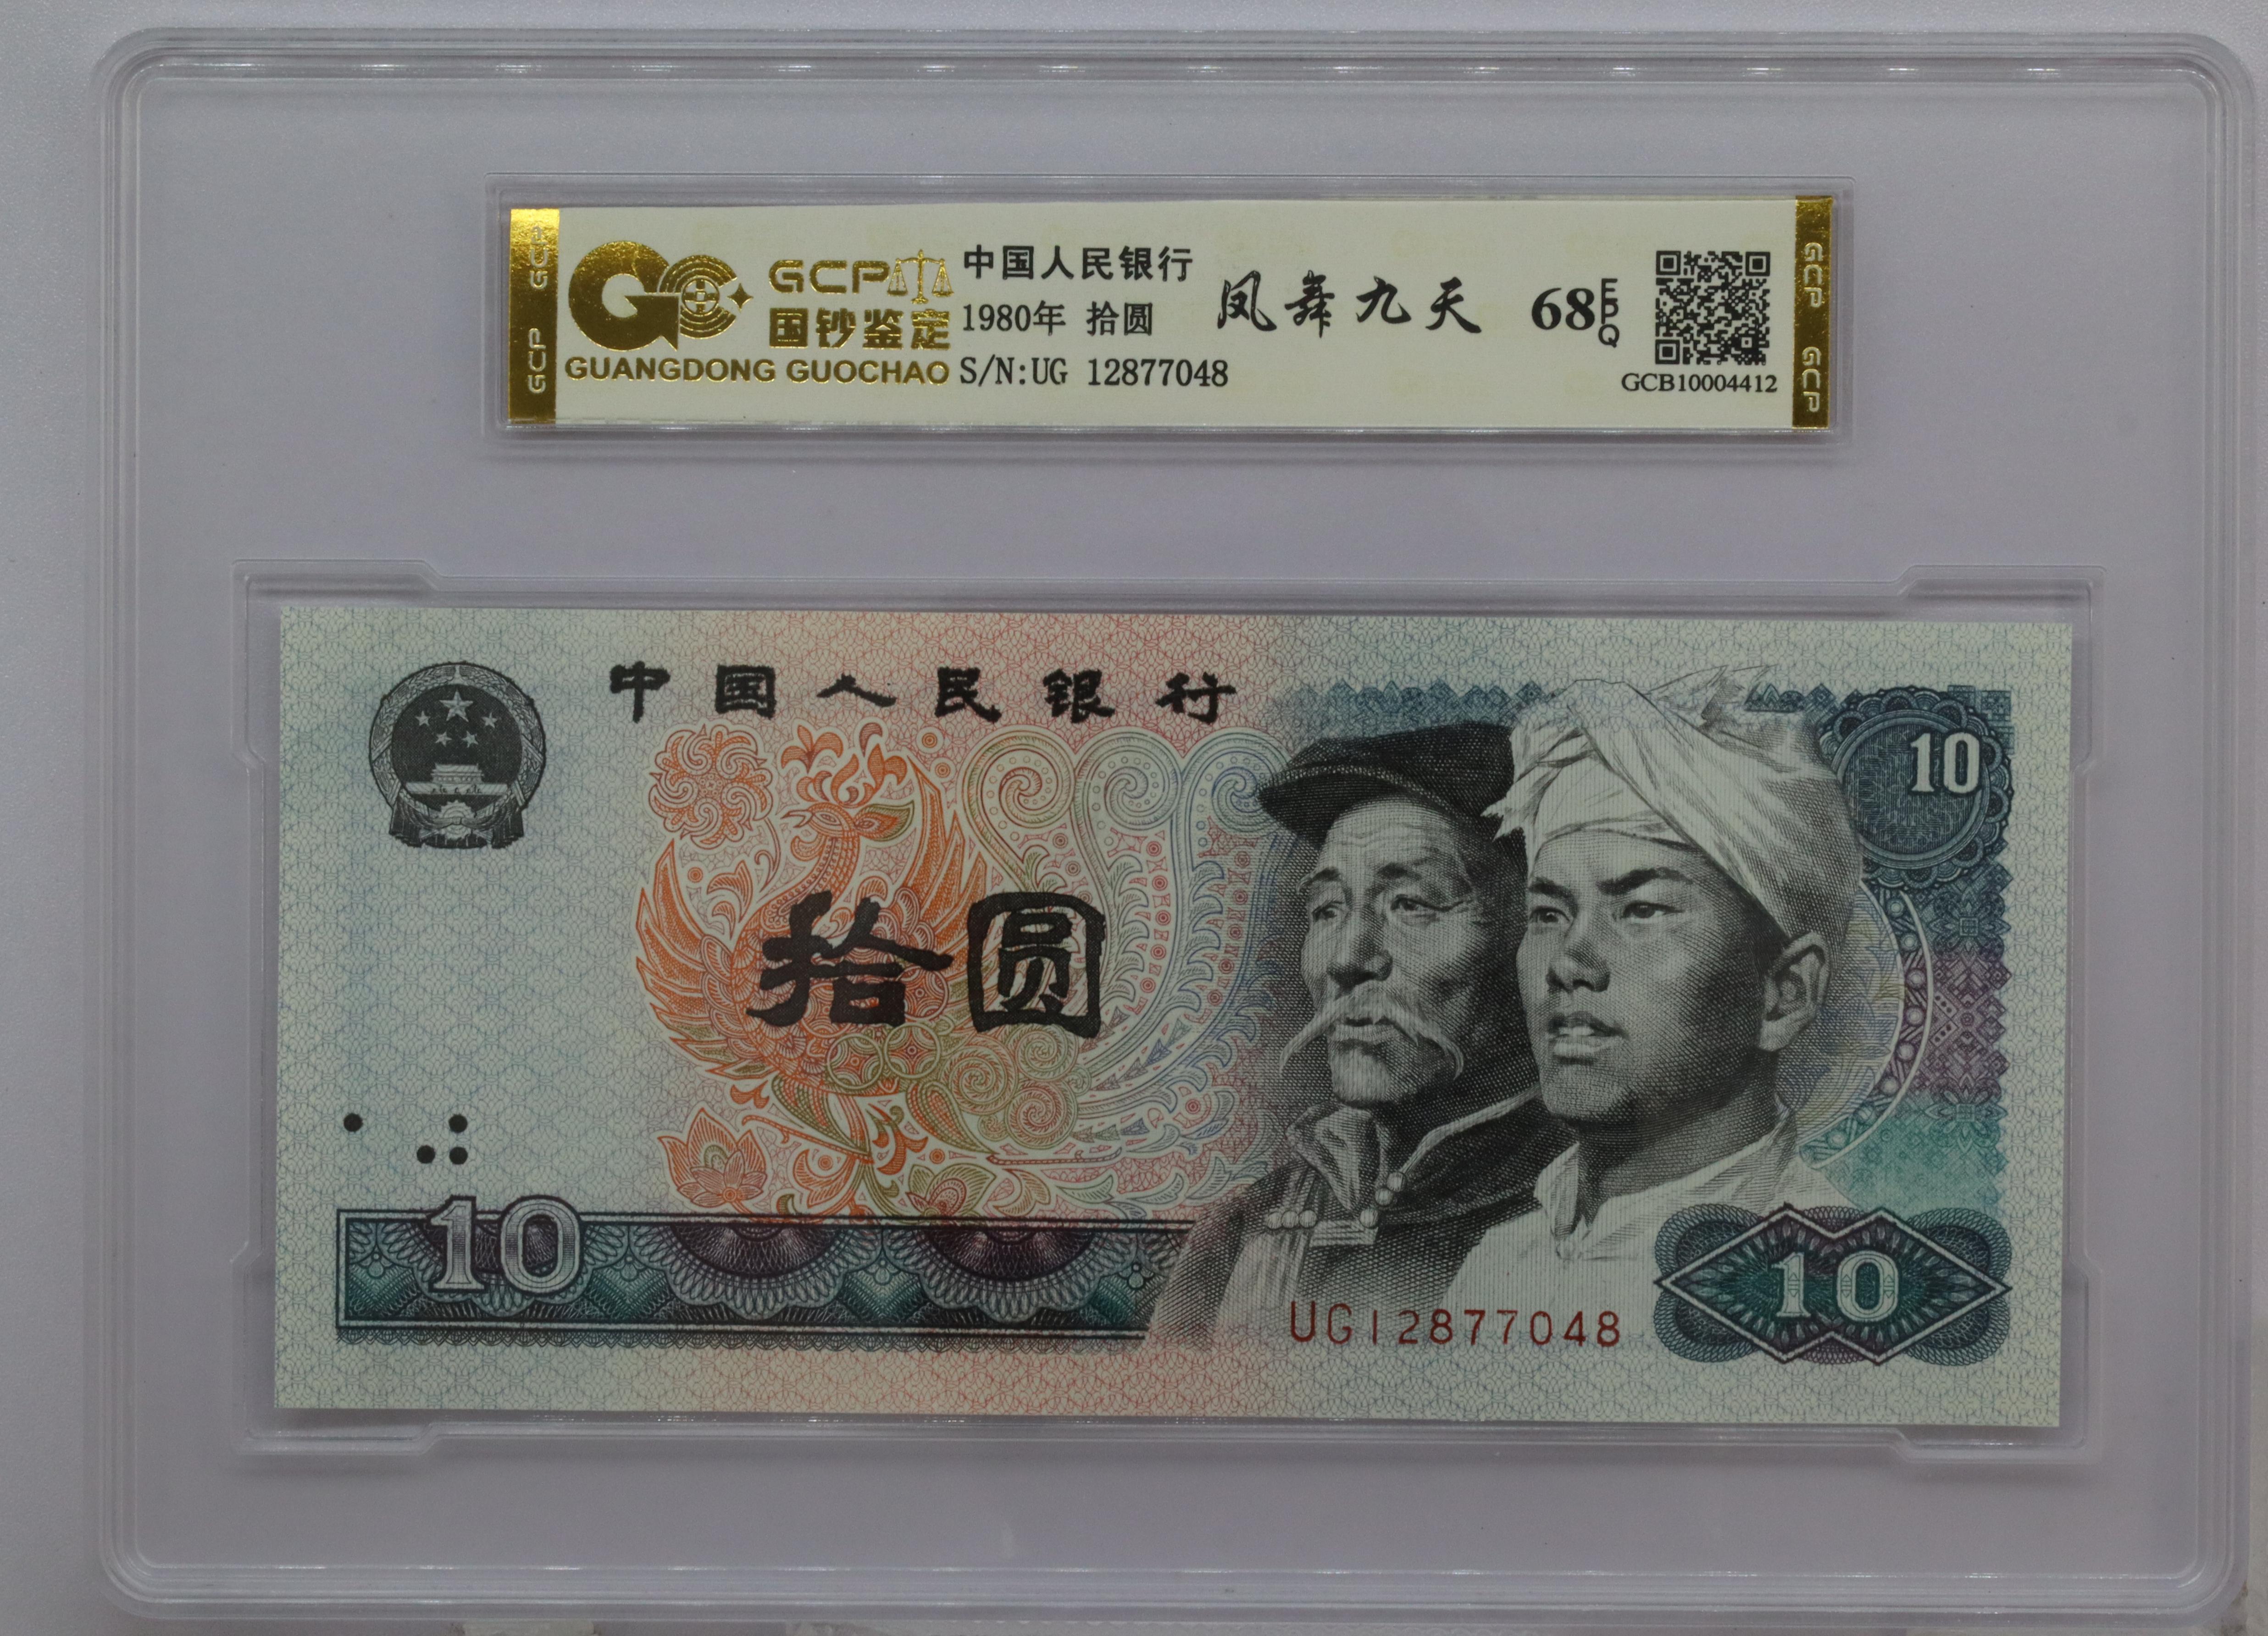 GCP GCP
GCP
国钞鉴定
GUANGDONG GUOCHAO
中国人民银行
1980年 拾圆
S/N:UG 12877048
凤舞九天
68 EPQ
GCB10004412
GCP GCP
中国人民银行
10
拾圆
10
UG12877048
10